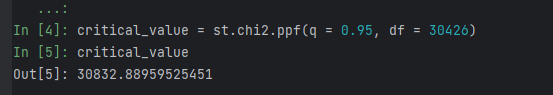 ...:
In [4]: critical_value = st.chi2.ppf(q = 0.95, df = 30426)
In [5]: critical_value
Out[5]: 30832.88959525451